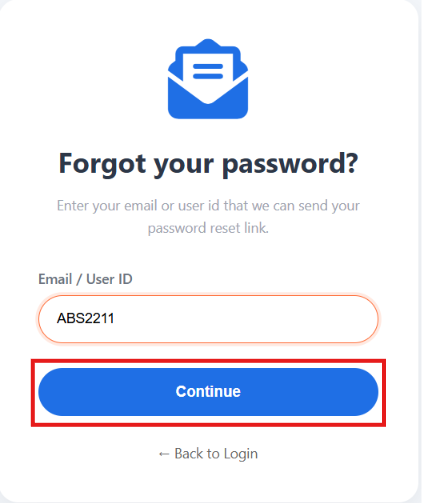 Forgot your password?
Enter your email or user id that we can send your
password reset link.
Email / User ID
ABS2211
Continue
← Back to Login